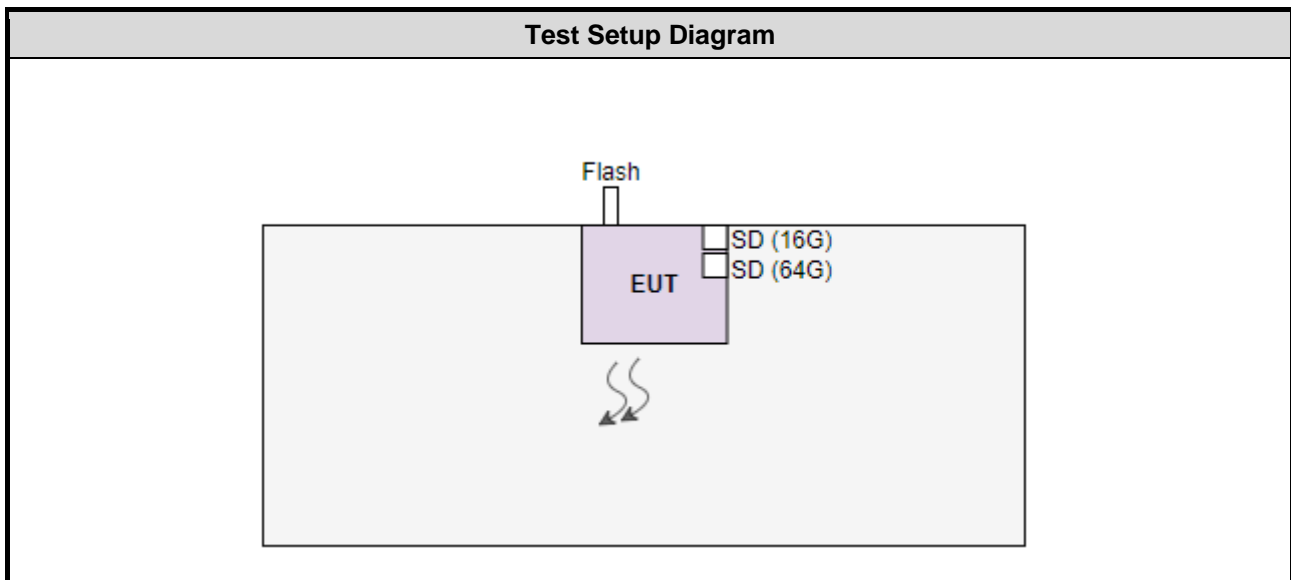 Test Setup Diagram
Flash
SD (16G)
SD (64G)
EUT